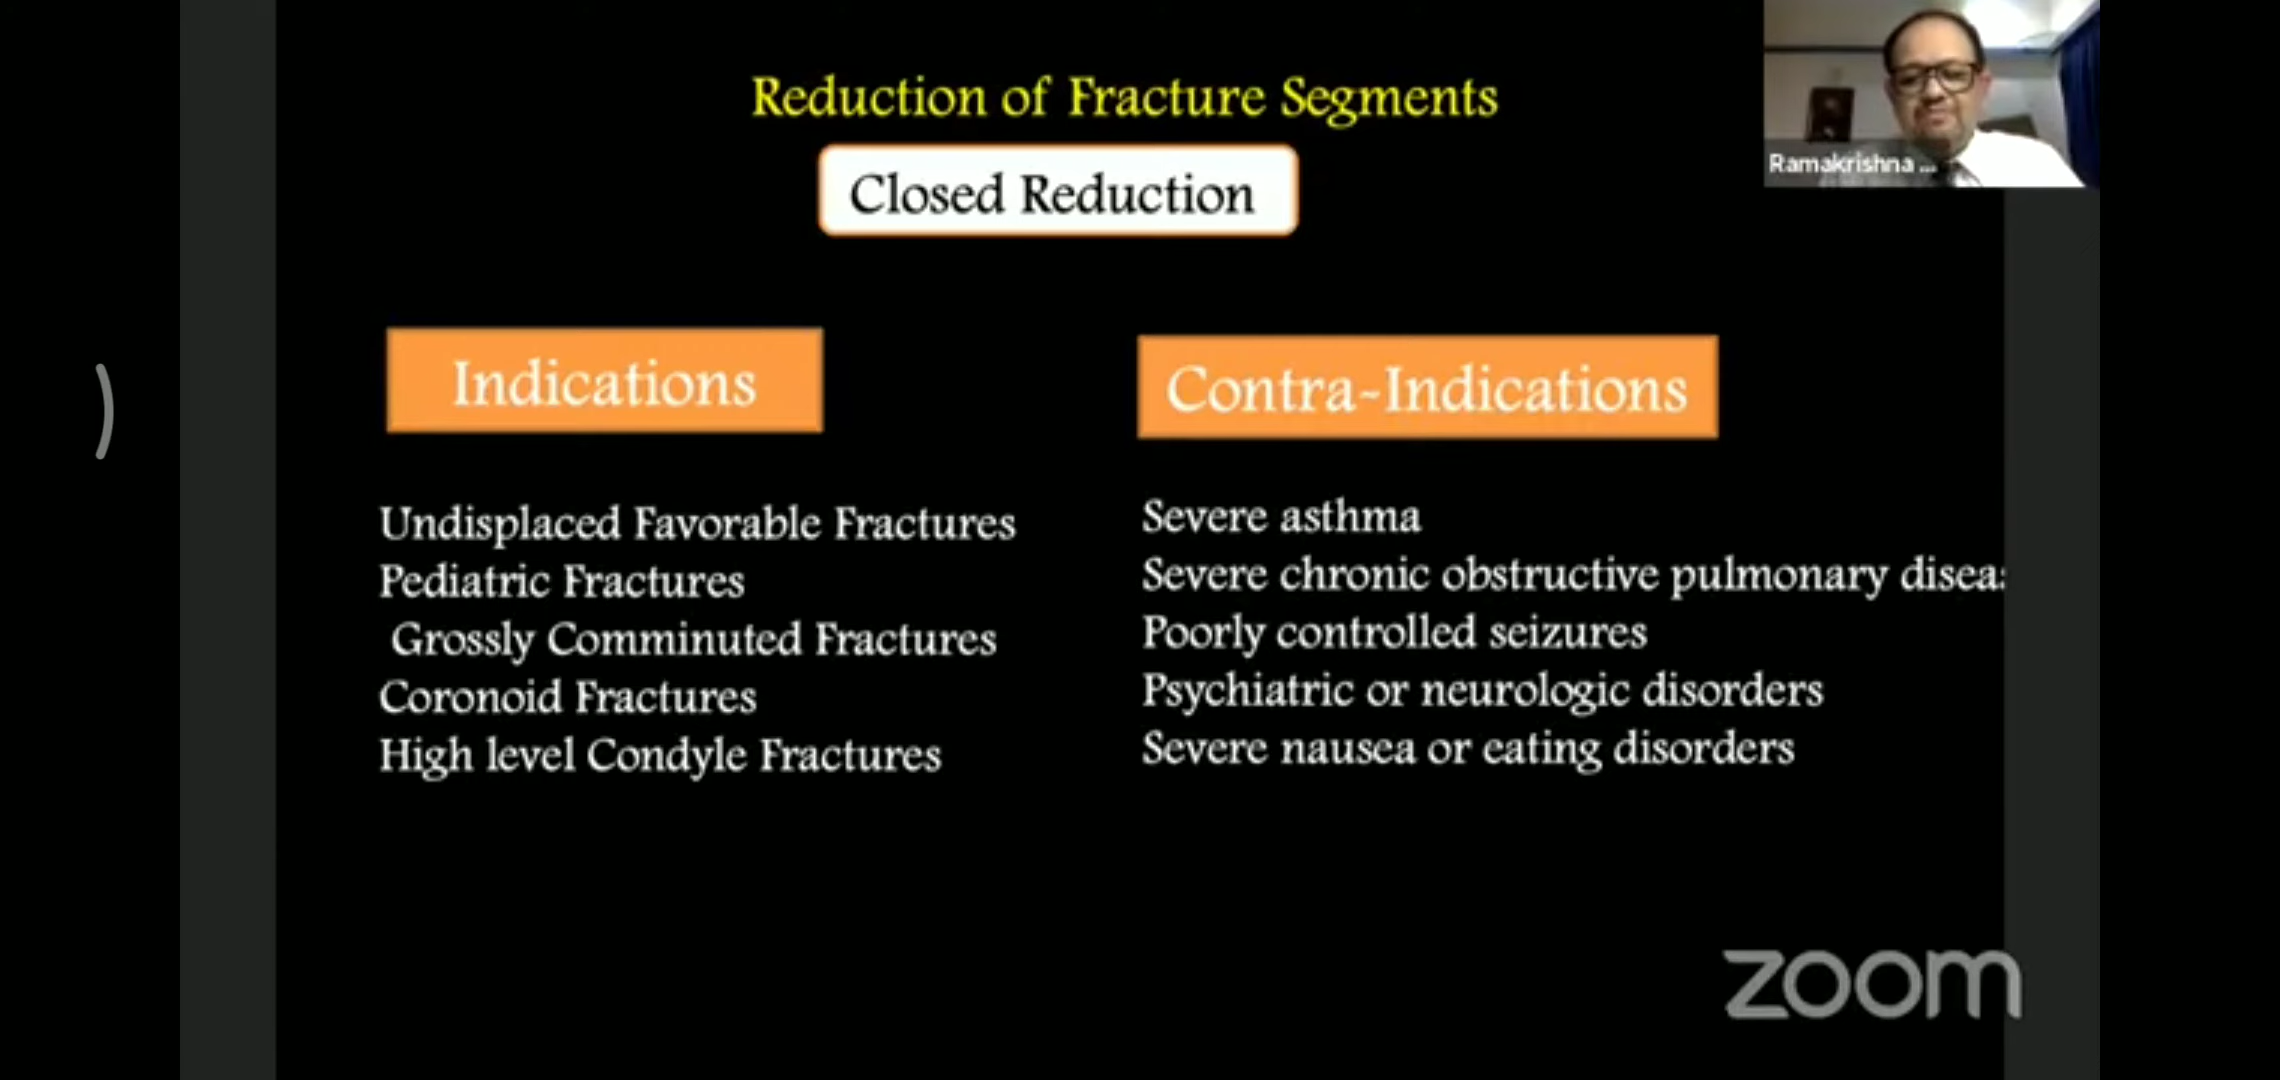 Reduction of Fracture Segments
Closed Reduction
Ramakrishna ...
Indications
Undisplaced Favorable Fractures
Pediatric Fractures
Grossly Comminuted Fractures
Coronoid Fractures
High level Condyle Fractures
Contra-Indications
Severe asthma
Severe chronic obstructive pulmonary
Poorly controlled seizures
Psychiatric or neurologic disorders
Severe nausea or eating disorders
zoom